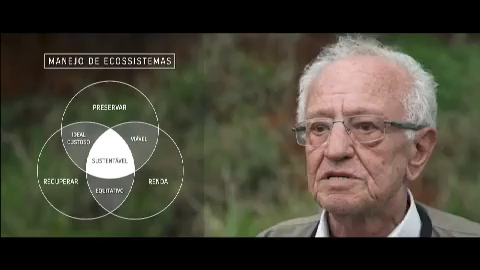 MANEJO DE ECOSSISTEMAS
PRESERVAR
IDEAL
CUSTOSO
VIÁVEL
SUSTENTÁVEL
RECUPERAR
RENDA
EQUITATIVO